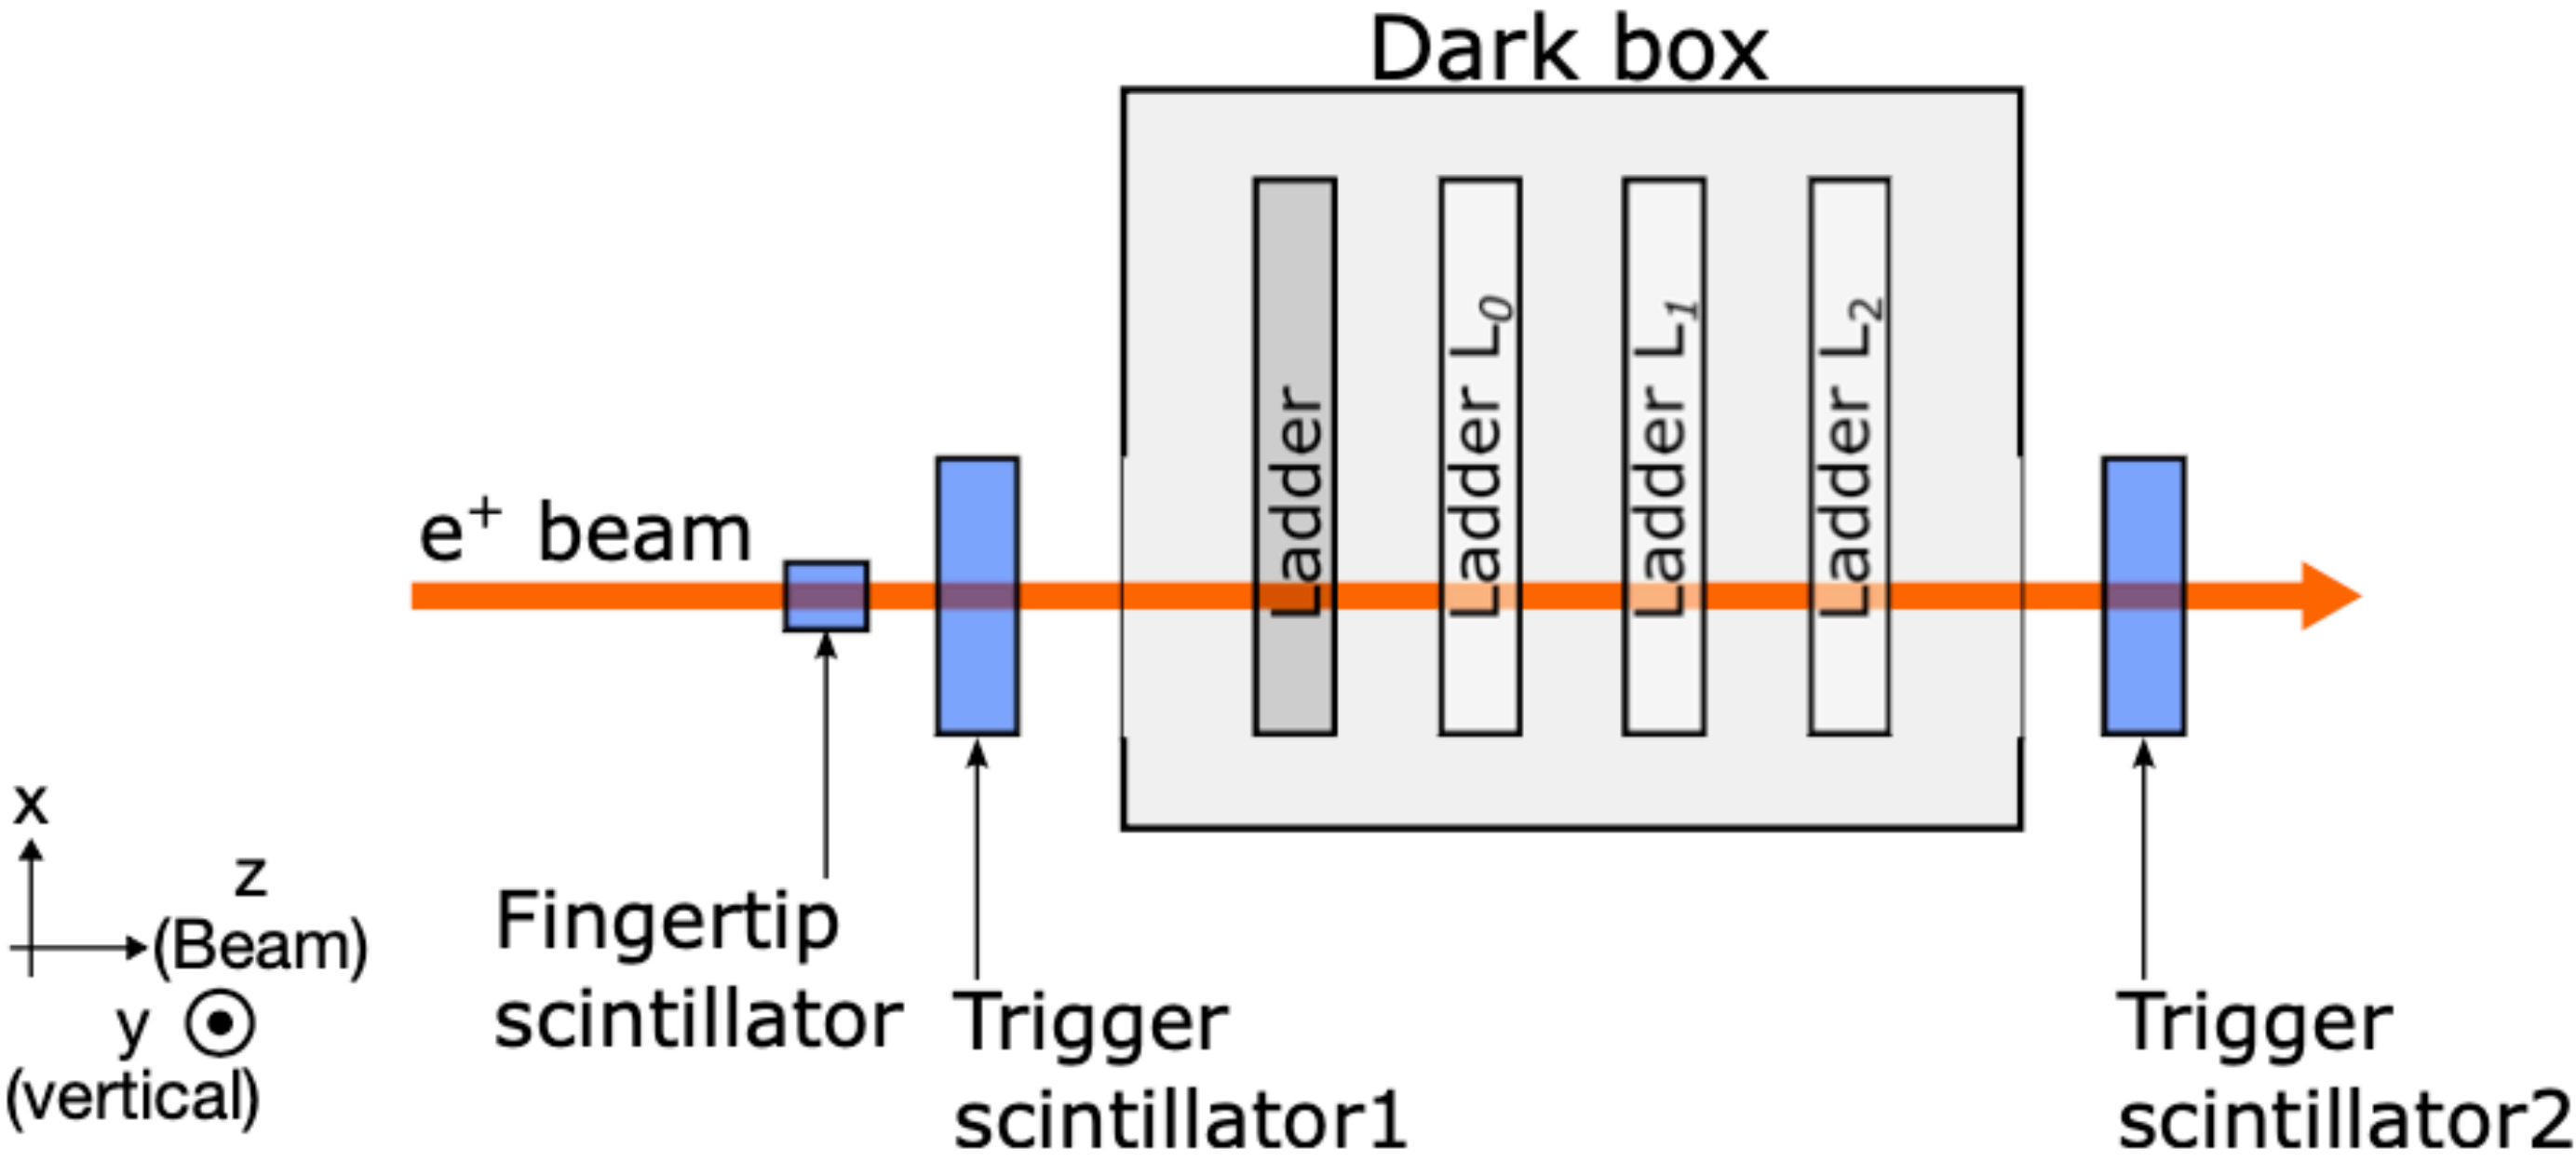 Dark box
Ladder
Ladder L0
Ladder L1
Ladder L2
e+ beam
x
z
(Beam)
y
(vertical)
Fingertip
scintillator
Trigger
scintillator1
Trigger
scintillator2